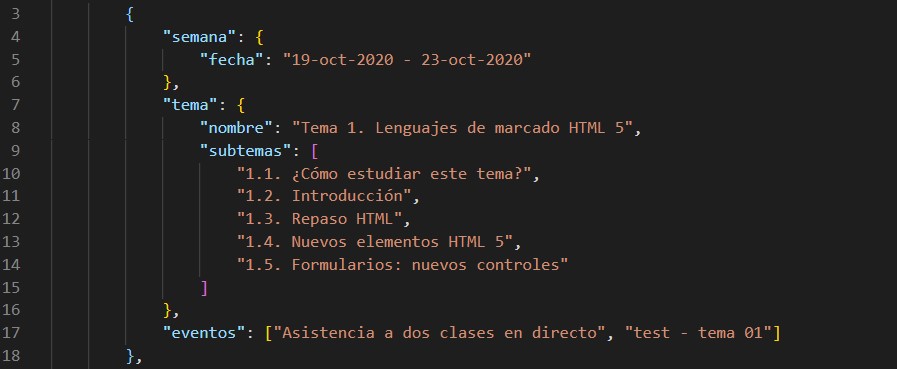 3 {
4 "semana": {
5 "fecha": "19-oct-2020 - 23-oct-2020"
6 },
7 "tema": {
8 "nombre": "Tema 1. Lenguajes de marcado HTML 5",
9 "subtemas": [
10 "1.1. ¿Cómo estudiar este tema?",
11 "1.2. Introducción",
12 "1.3. Repaso HTML",
13 "1.4. Nuevos elementos HTML 5",
14 "1.5. Formularios: nuevos controles"
15 ]
16 },
17 "eventos": ["Asistencia a dos clases en directo", "test - tema 01"]
18 },